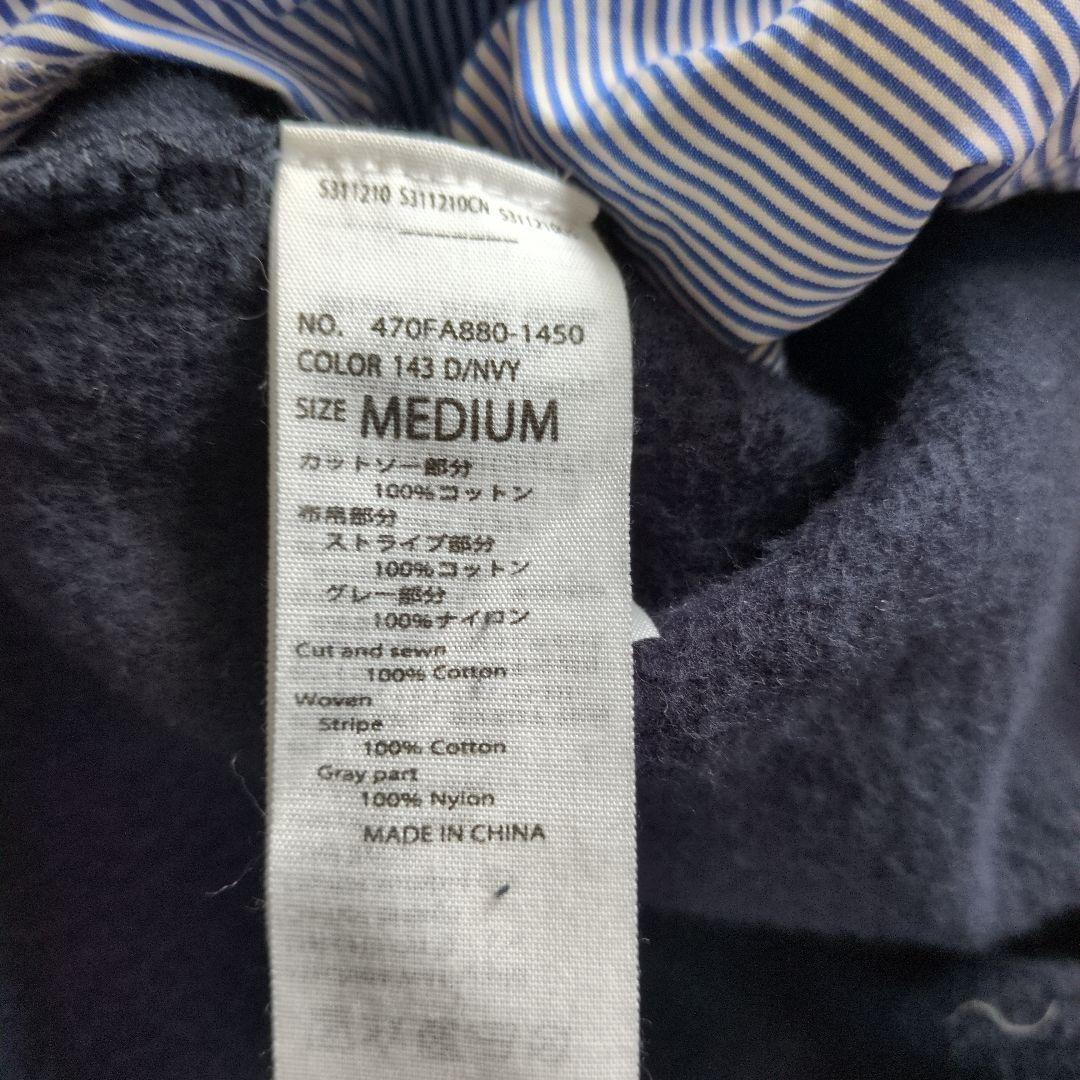 S311210 S311210CN
NO. 470FA880-1450
COLOR 143 D/NVY
SIZE MEDIUM
カットソー部分
100%コットン
布帛部分
ストライプ部分
100%コットン
グレー部分
100%ナイロン
Cut and sewn
100% Cotton
Woven
Stripe
100% Cotton
Gray part
100% Nylon
MADE IN CHINA